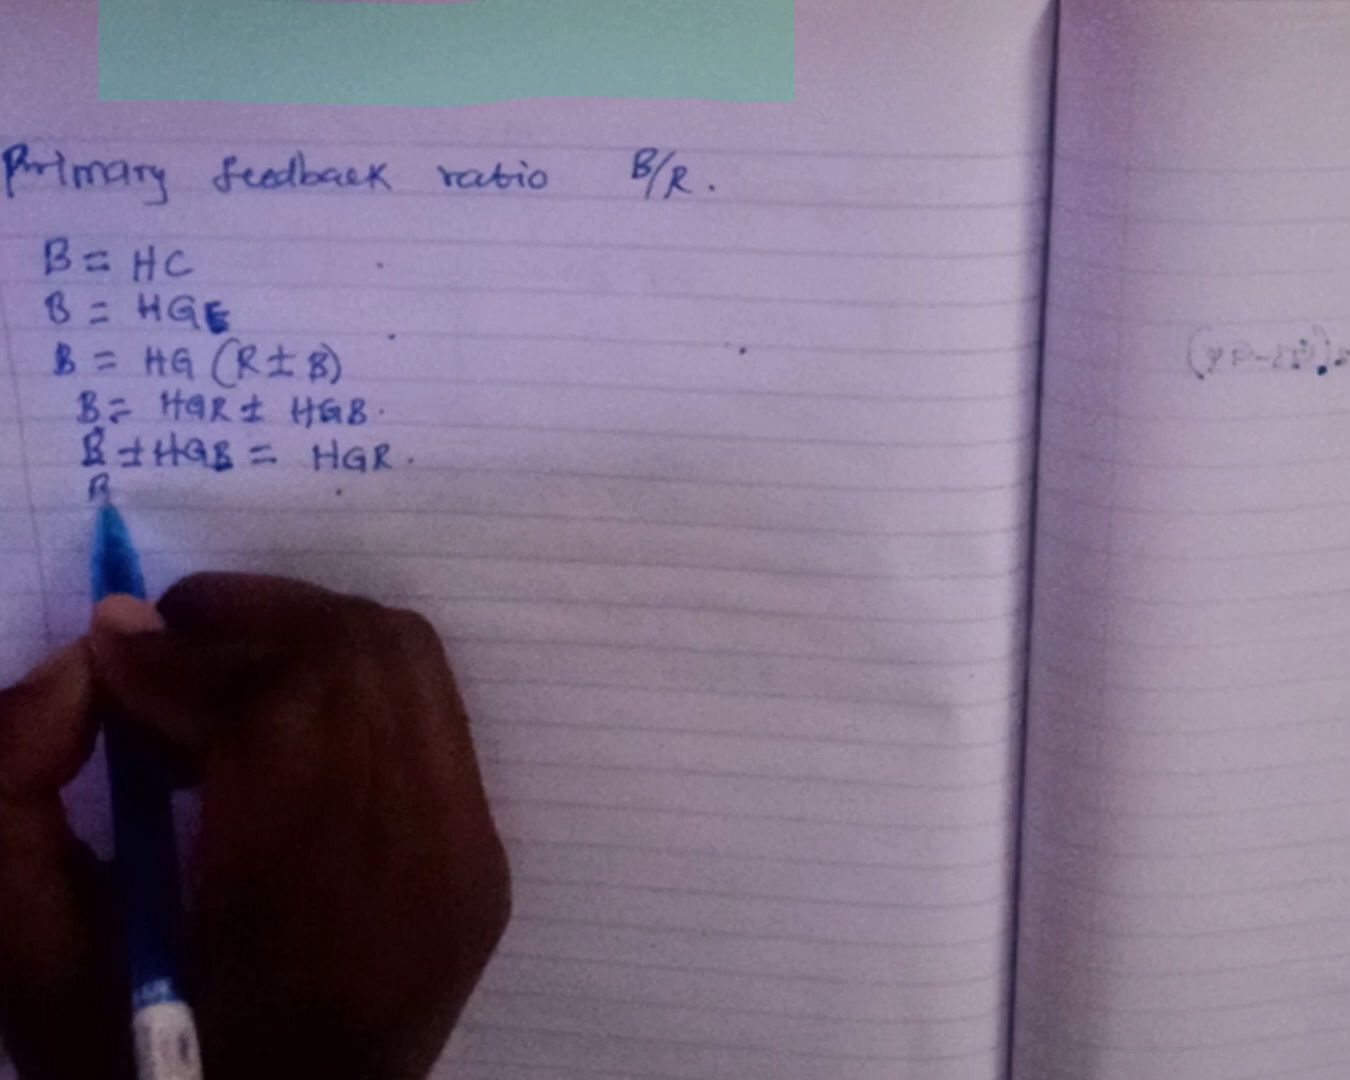 Primary feedback ratio B/R.
B = HC
B = HGE
B = HG (R ± B)
B = HGR ± HGB.
B ± HGB = HGR.
B